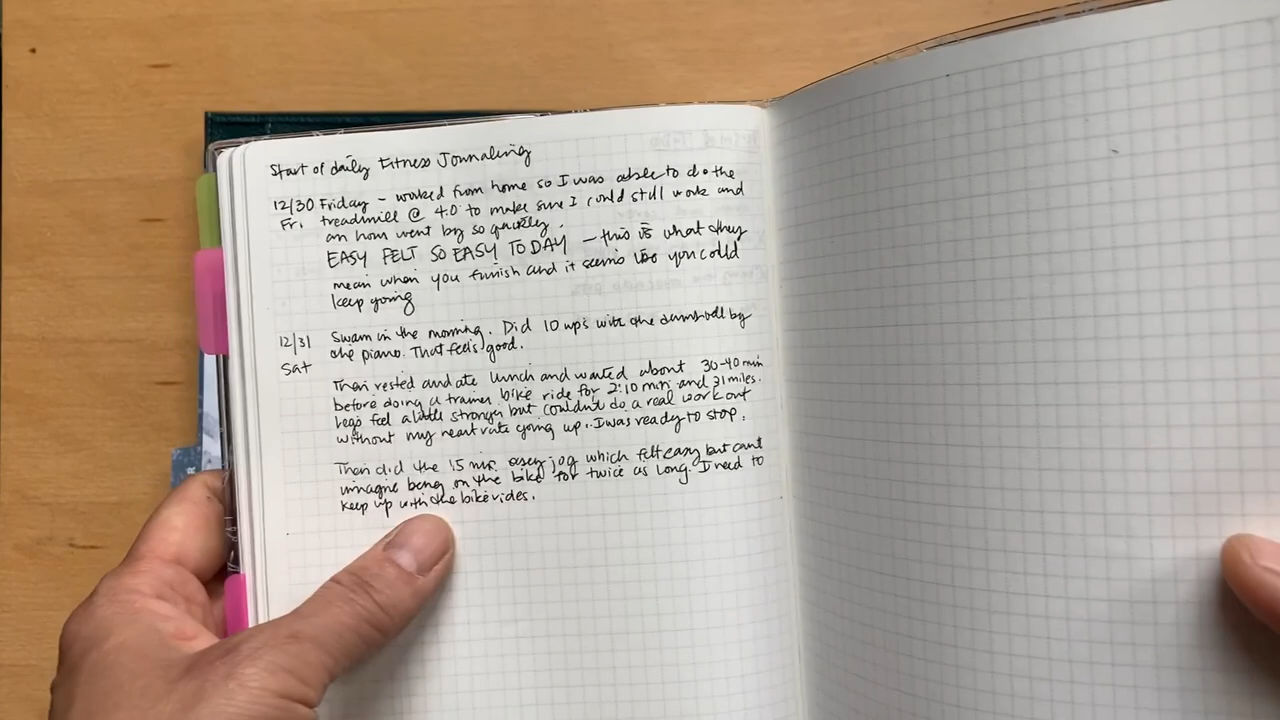 Start of daily Fitness Journaling
12/30 Friday - worked from home so I was able to do the
Fri. treadmill @ 4.0 to make sure I could still work and
an hour went by so quickly.
EASY FELT SO EASY TODAY - this is what they
mean when you finish and it seems you could
keep going
12/31 Swam in the morning. Did 10 ups with the dumbbell by
Sat the piano. That feels good.
Then rested and ate lunch and waited about 30-40 min
before doing a trainer bike ride for 2:10 min and 31 miles.
Legs feel a little stronger but couldn't do a real workout
without my heart rate going up.. I was ready to stop.
Then did the 15 min. easy jog which felt easy but can't
imagine being on the bike for twice as long. I need to
keep up with the bike rides.